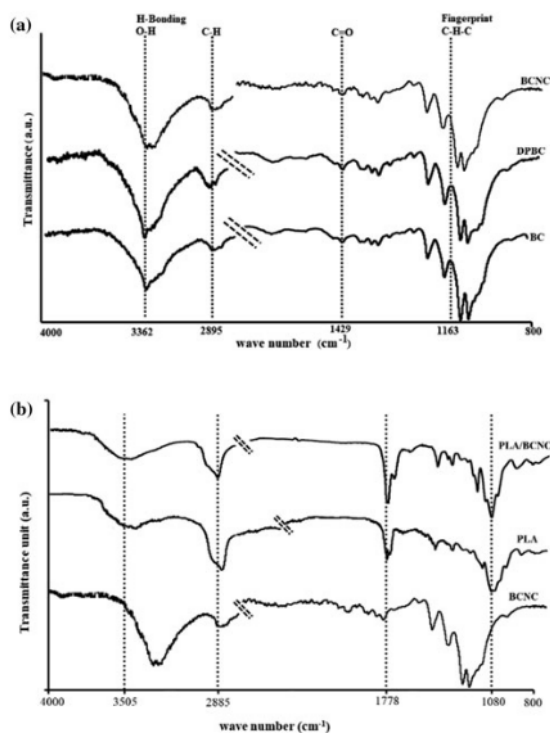 (a)
H-Bonding
Fingerprint
O-H C-H C=O C-H-C
BCNC
DPBC
BC
Transmittance (a.u.)
4000 3362 2895 1429 1163 800
wave number (cm-1)
(b)
PLA/BCNC
PLA
BCNC
Transmittance unit (a.u.)
4000 3505 2885 1778 1080 800
wave number (cm-1)